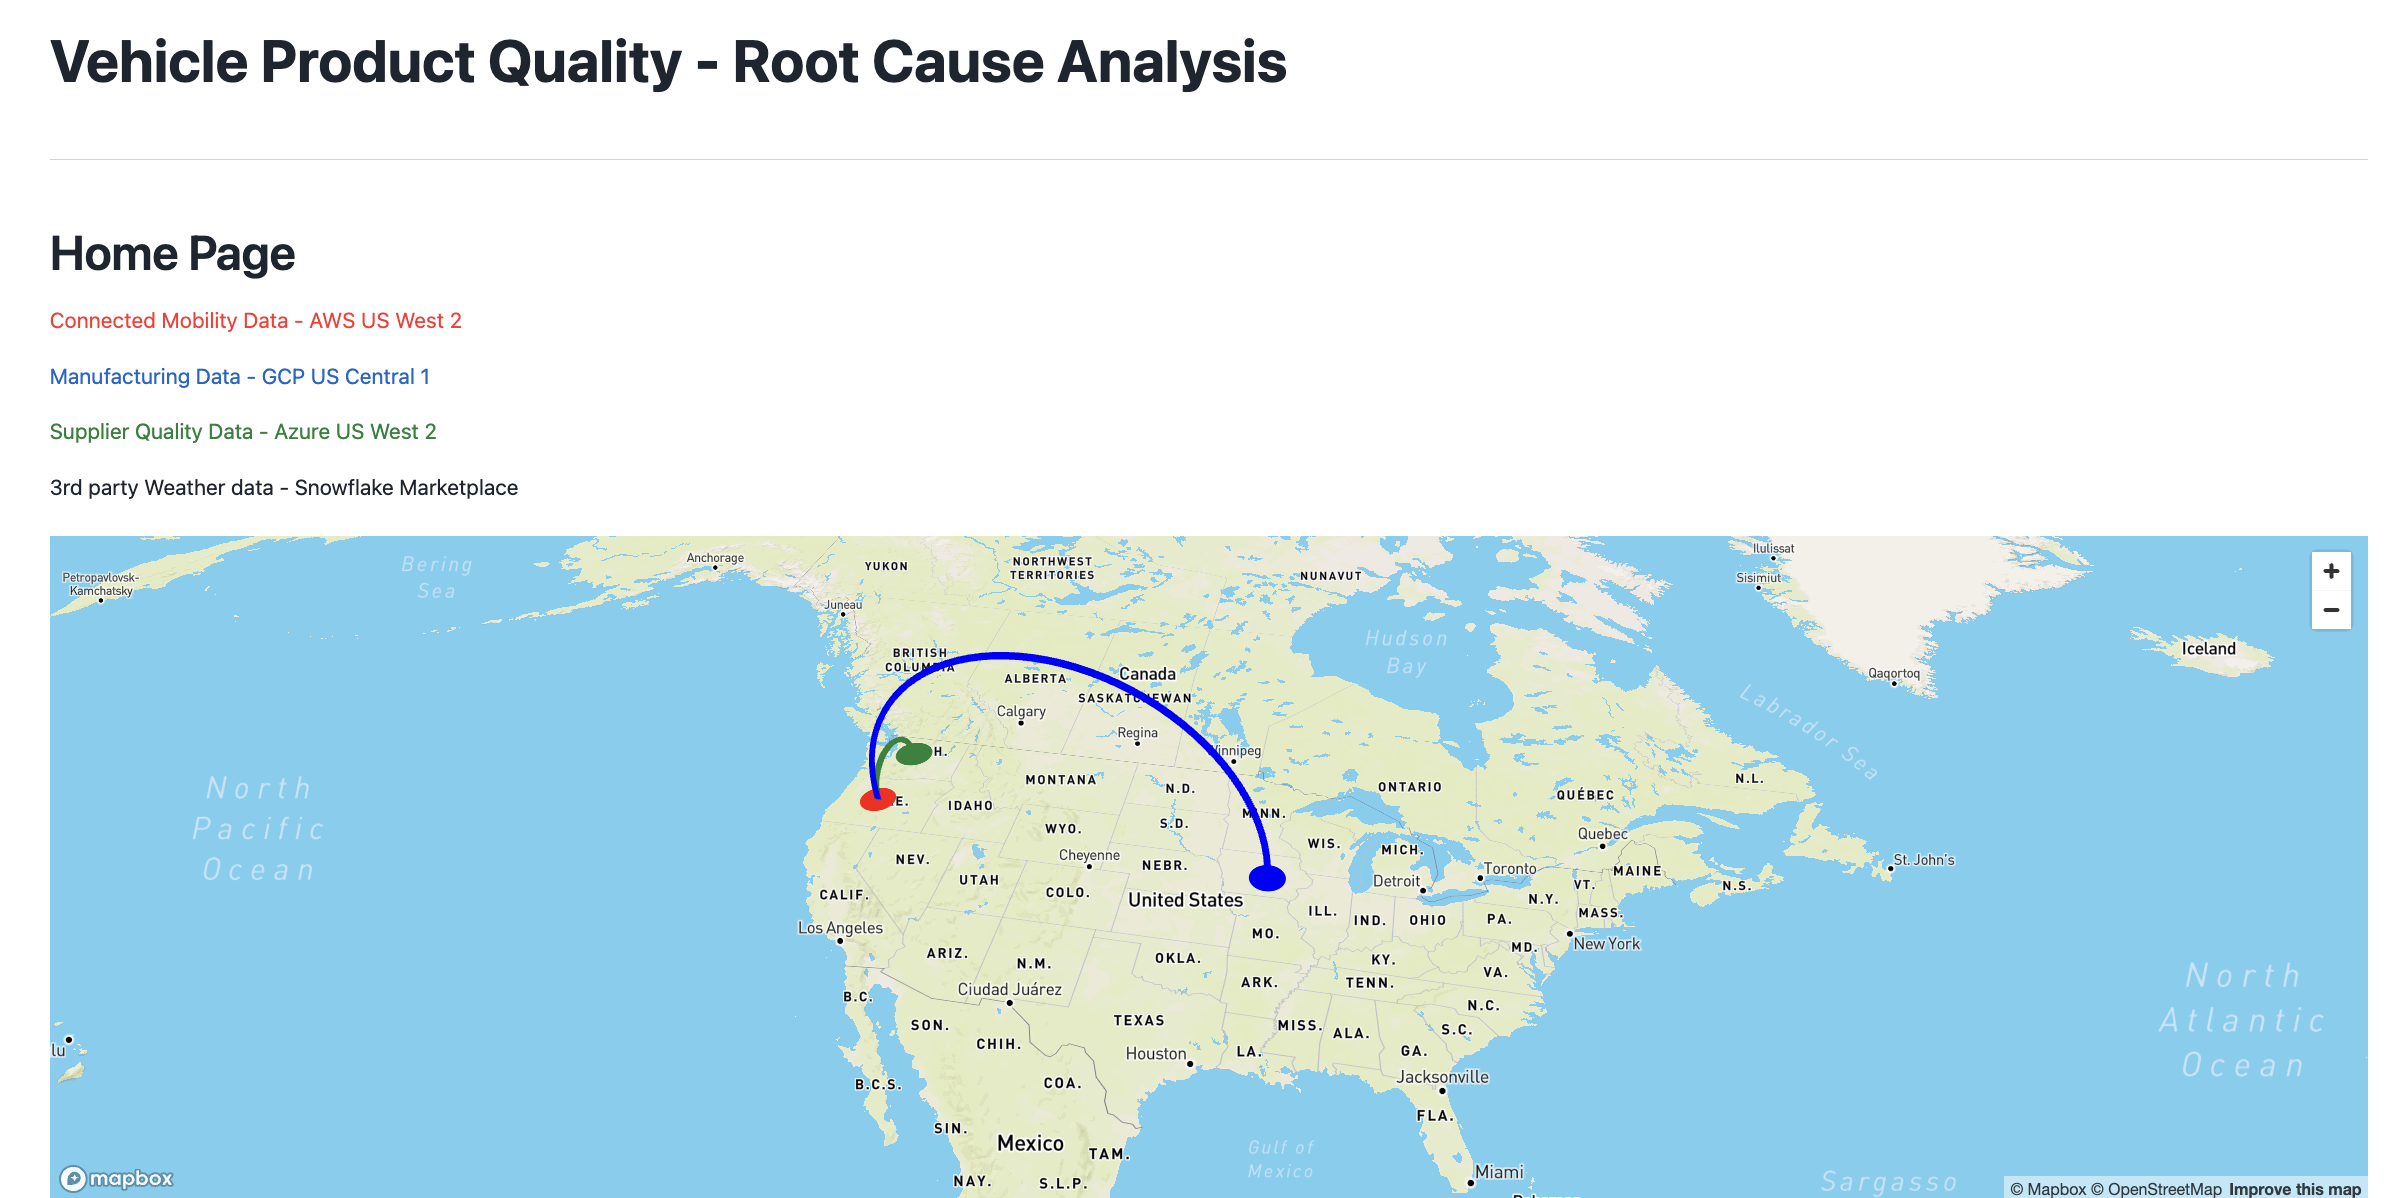 Vehicle Product Quality - Root Cause Analysis
Home Page
Connected Mobility Data - AWS US West 2
Manufacturing Data - GCP US Central 1
Supplier Quality Data - Azure US West 2
3rd party Weather data - Snowflake Marketplace
Bering
Sea
Anchorage
YUKON
NORTHWEST
TERRITORIES
NUNAVUT
Ilulissat
Sisimiut
Petropavlovsk-
Kamchatsky
Juneau
+
−
Hudson
Bay
BRITISH
COLUMBIA
ALBERTA
Canada
SASKATCHEWAN
Iceland
Qaqortoq
Labrador Sea
Calgary
Regina
Winnipeg
H.
MONTANA
N.D.
ONTARIO
QUÉBEC
N.L.
North
Pacific
Ocean
E.
IDAHO
MINN.
WYO.
S.D.
WIS.
MICH.
Quebec
NEV.
Cheyenne
NEBR.
Detroit
Toronto
VT.
MAINE
St. John's
UTAH
CALIF.
COLO.
United States
N.Y.
N.S.
ILL.
IND.
OHIO
PA.
MASS.
Los Angeles
MO.
New York
ARIZ.
N.M.
OKLA.
KY.
MD.
VA.
ARK.
TENN.
North
Atlantic
Ocean
B.C.
Ciudad Juárez
N.C.
SON.
TEXAS
MISS.
ALA.
S.C.
CHIH.
Houston
LA.
GA.
lu
B.C.S.
COA.
Jacksonville
FLA.
SIN.
Mexico
TAM.
Gulf of
Mexico
Miami
NAY.
S.L.P.
Sargasso
mapbox
© Mapbox © OpenStreetMap Improve this map